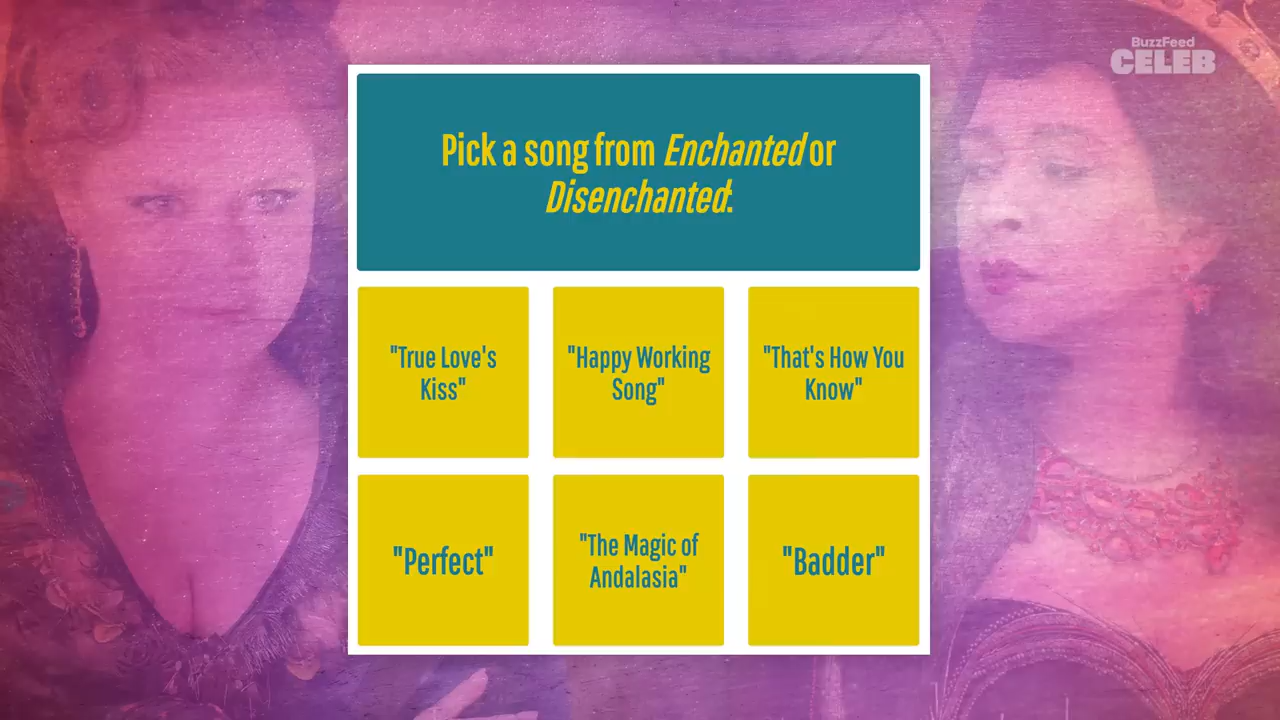 BuzzFeed
CELEB
Pick a song from Enchanted or
Disenchanted:
"True Love's
Kiss"
"Happy Working
Song"
"That's How You
Know"
"Perfect"
"The Magic of
Andalasia"
"Badder"